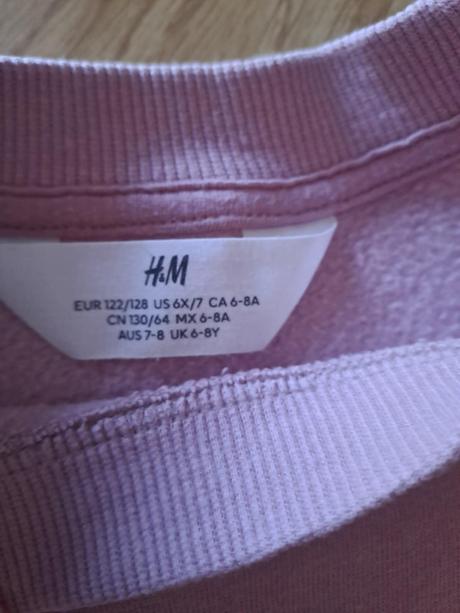 H&M
EUR 122/128 US 6X/7 CA 6-8A
CN 130/64 MX 6-8A
AUS 7-8 UK 6-8Y